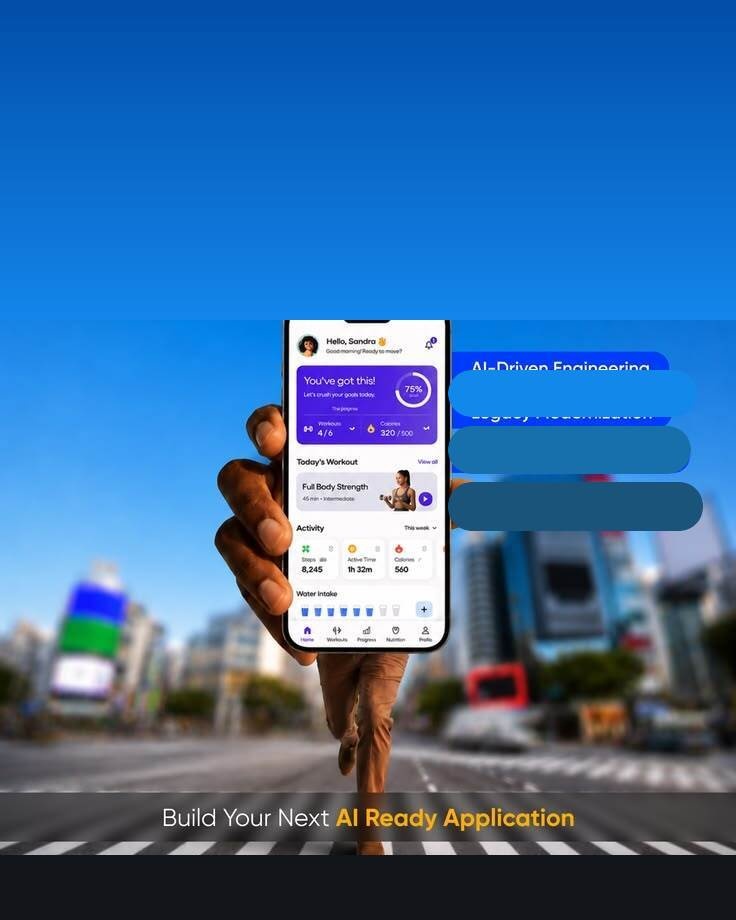 Hello, Sandra 👋
Good morning! Ready to move?
You've got this!
Let's crush your goals today.
75%
Workouts
4 / 6
Calories
320 / 500
Today's Workout
View all
Full Body Strength
45 min • Intermediate
Activity
This week
Steps
8,245
Active Time
1h 32m
Calories
560
Water Intake
+
Home
Workouts
Progress
Nutrition
Profile
AI-Driven Engineering
Legacy Modernization
Build Your Next AI Ready Application